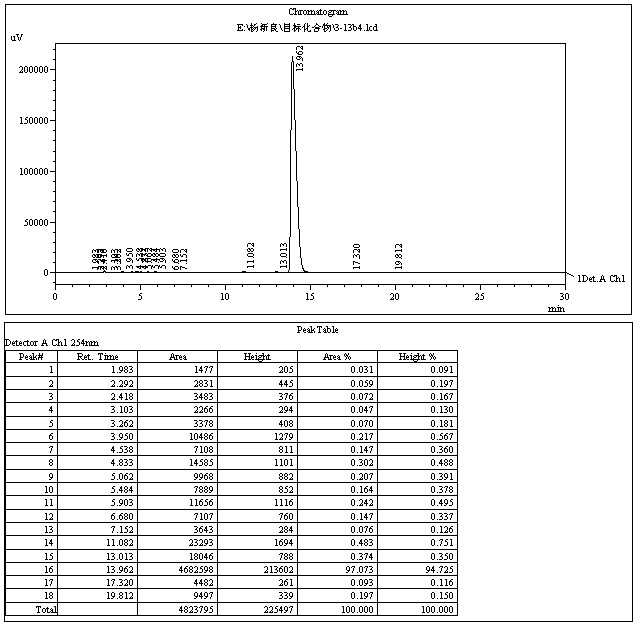 Chromatogram
E:\杨新良\目标化合物\3-13b4.lcd
uV
200000
150000
100000
50000
0
1.983
3.103
3.262
3.950
4.538
5.484
5.903
6.680
7.152
11.082
13.013
13.962
17.320
19.812
1Det.A Ch1
0 5 10 15 20 25 30
min
Peak Table
Detector A Ch1 254nm
Peak# Ret. Time Area Height Area % Height %
1 1.983 1477 205 0.031 0.091
2 2.292 2831 445 0.059 0.197
3 2.418 3483 376 0.072 0.167
4 3.103 2266 294 0.047 0.130
5 3.262 3378 408 0.070 0.181
6 3.950 10486 1279 0.217 0.567
7 4.538 7108 811 0.147 0.360
8 4.833 14585 1101 0.302 0.488
9 5.062 9968 882 0.207 0.391
10 5.484 7889 852 0.164 0.378
11 5.903 11656 1116 0.242 0.495
12 6.680 7107 760 0.147 0.337
13 7.152 3643 284 0.076 0.126
14 11.082 23293 1694 0.483 0.751
15 13.013 18046 788 0.374 0.350
16 13.962 4682598 213602 97.073 94.725
17 17.320 4482 261 0.093 0.116
18 19.812 9497 339 0.197 0.150
Total 4823795 225497 100.000 100.000